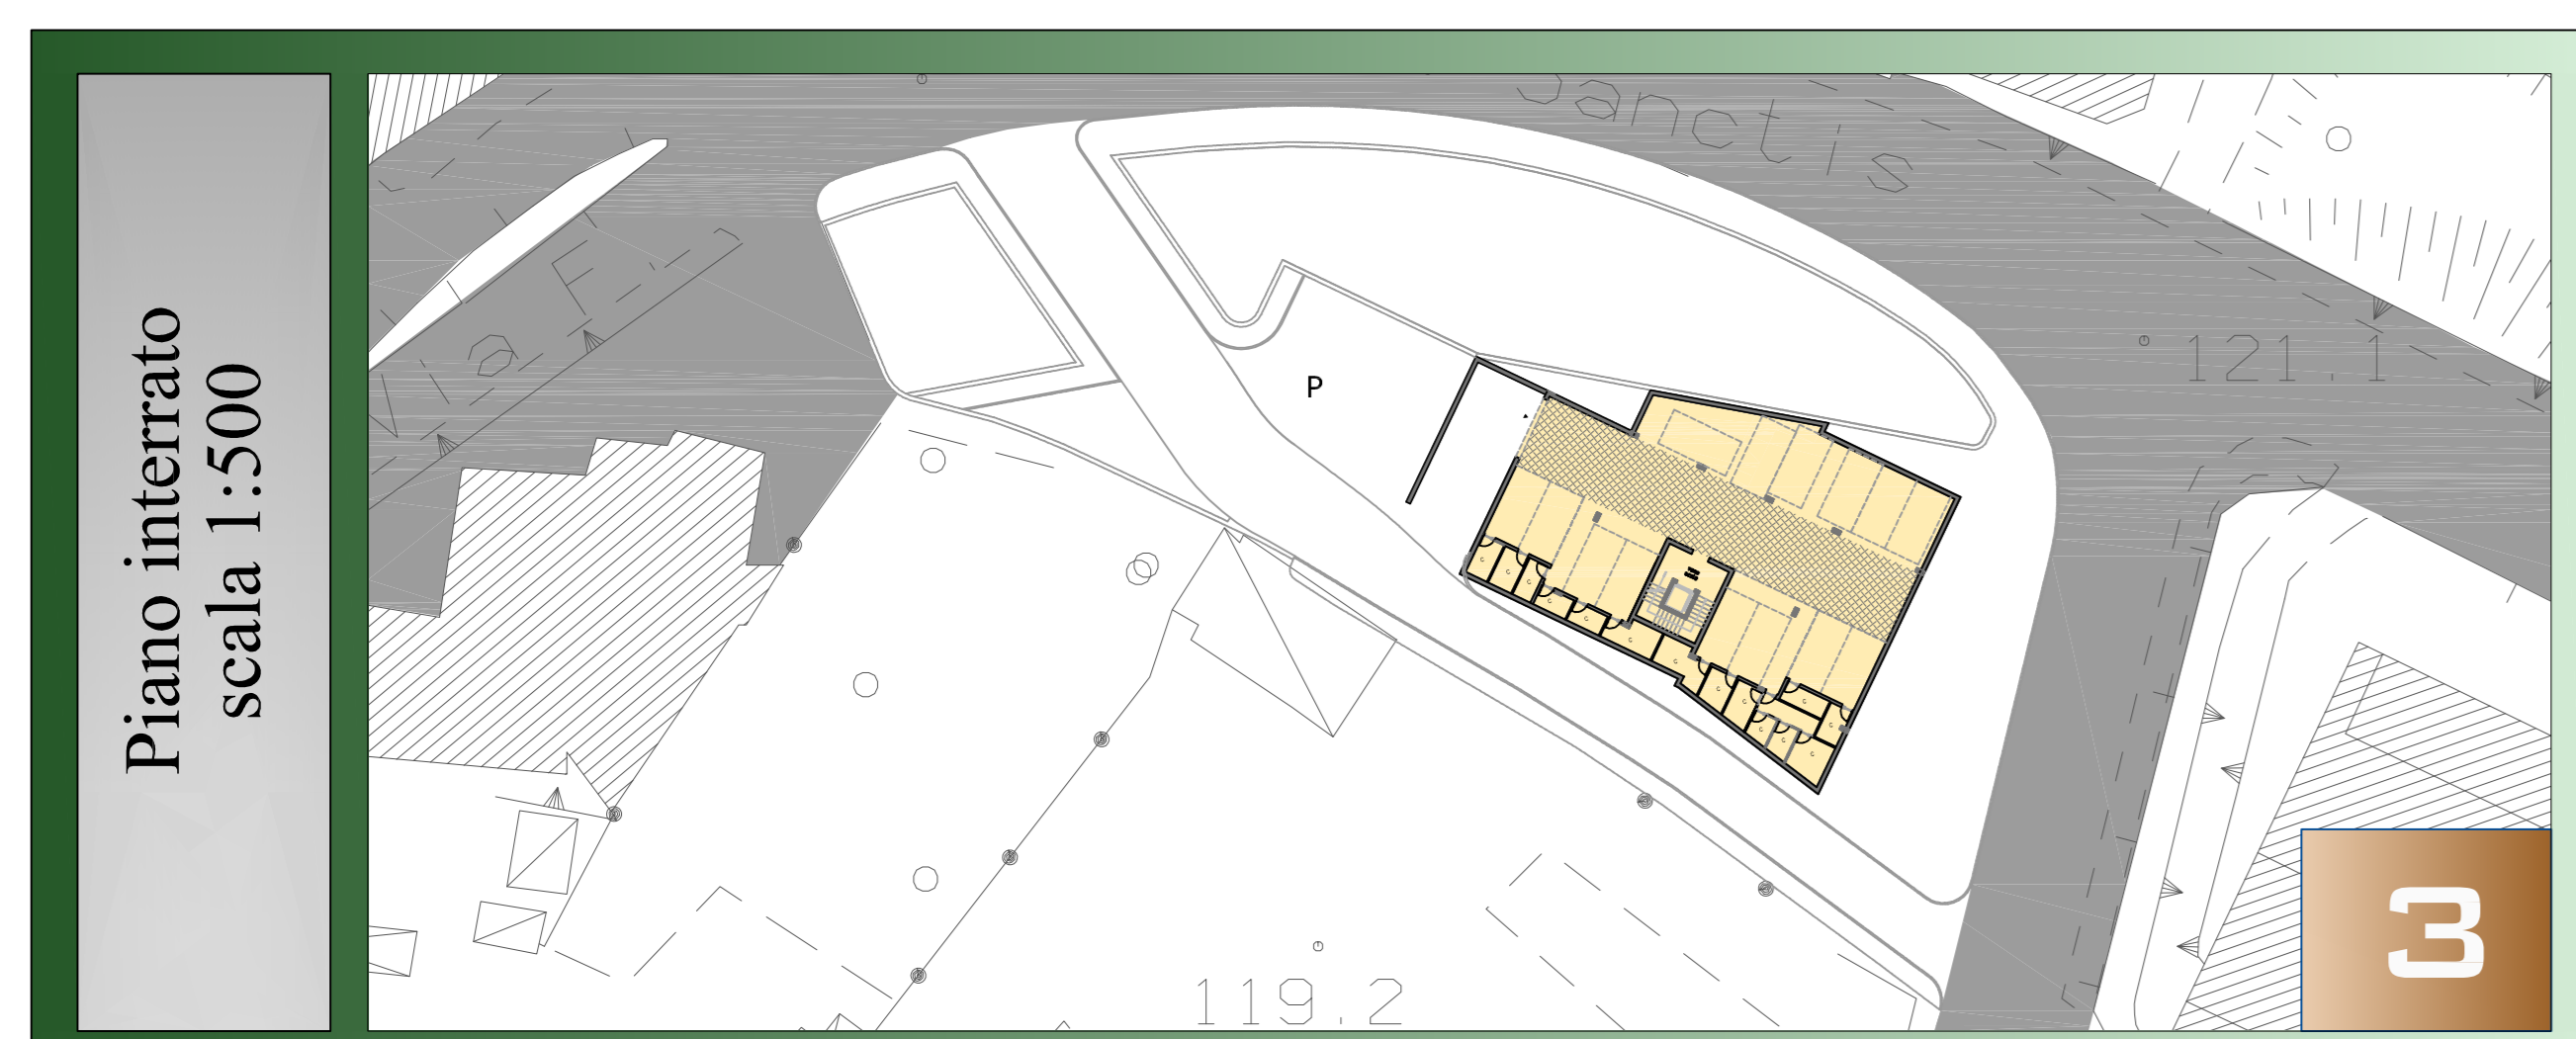 Piano interrato
scala 1:500
Sanctis
Via F.
121.1
P
119.2
3